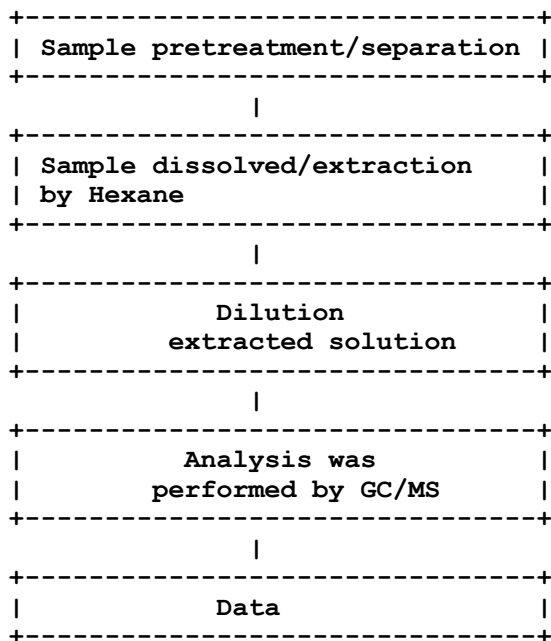 Sample pretreatment/separation
Sample dissolved/extraction
by Hexane
Dilution
extracted solution
Analysis was
performed by GC/MS
Data